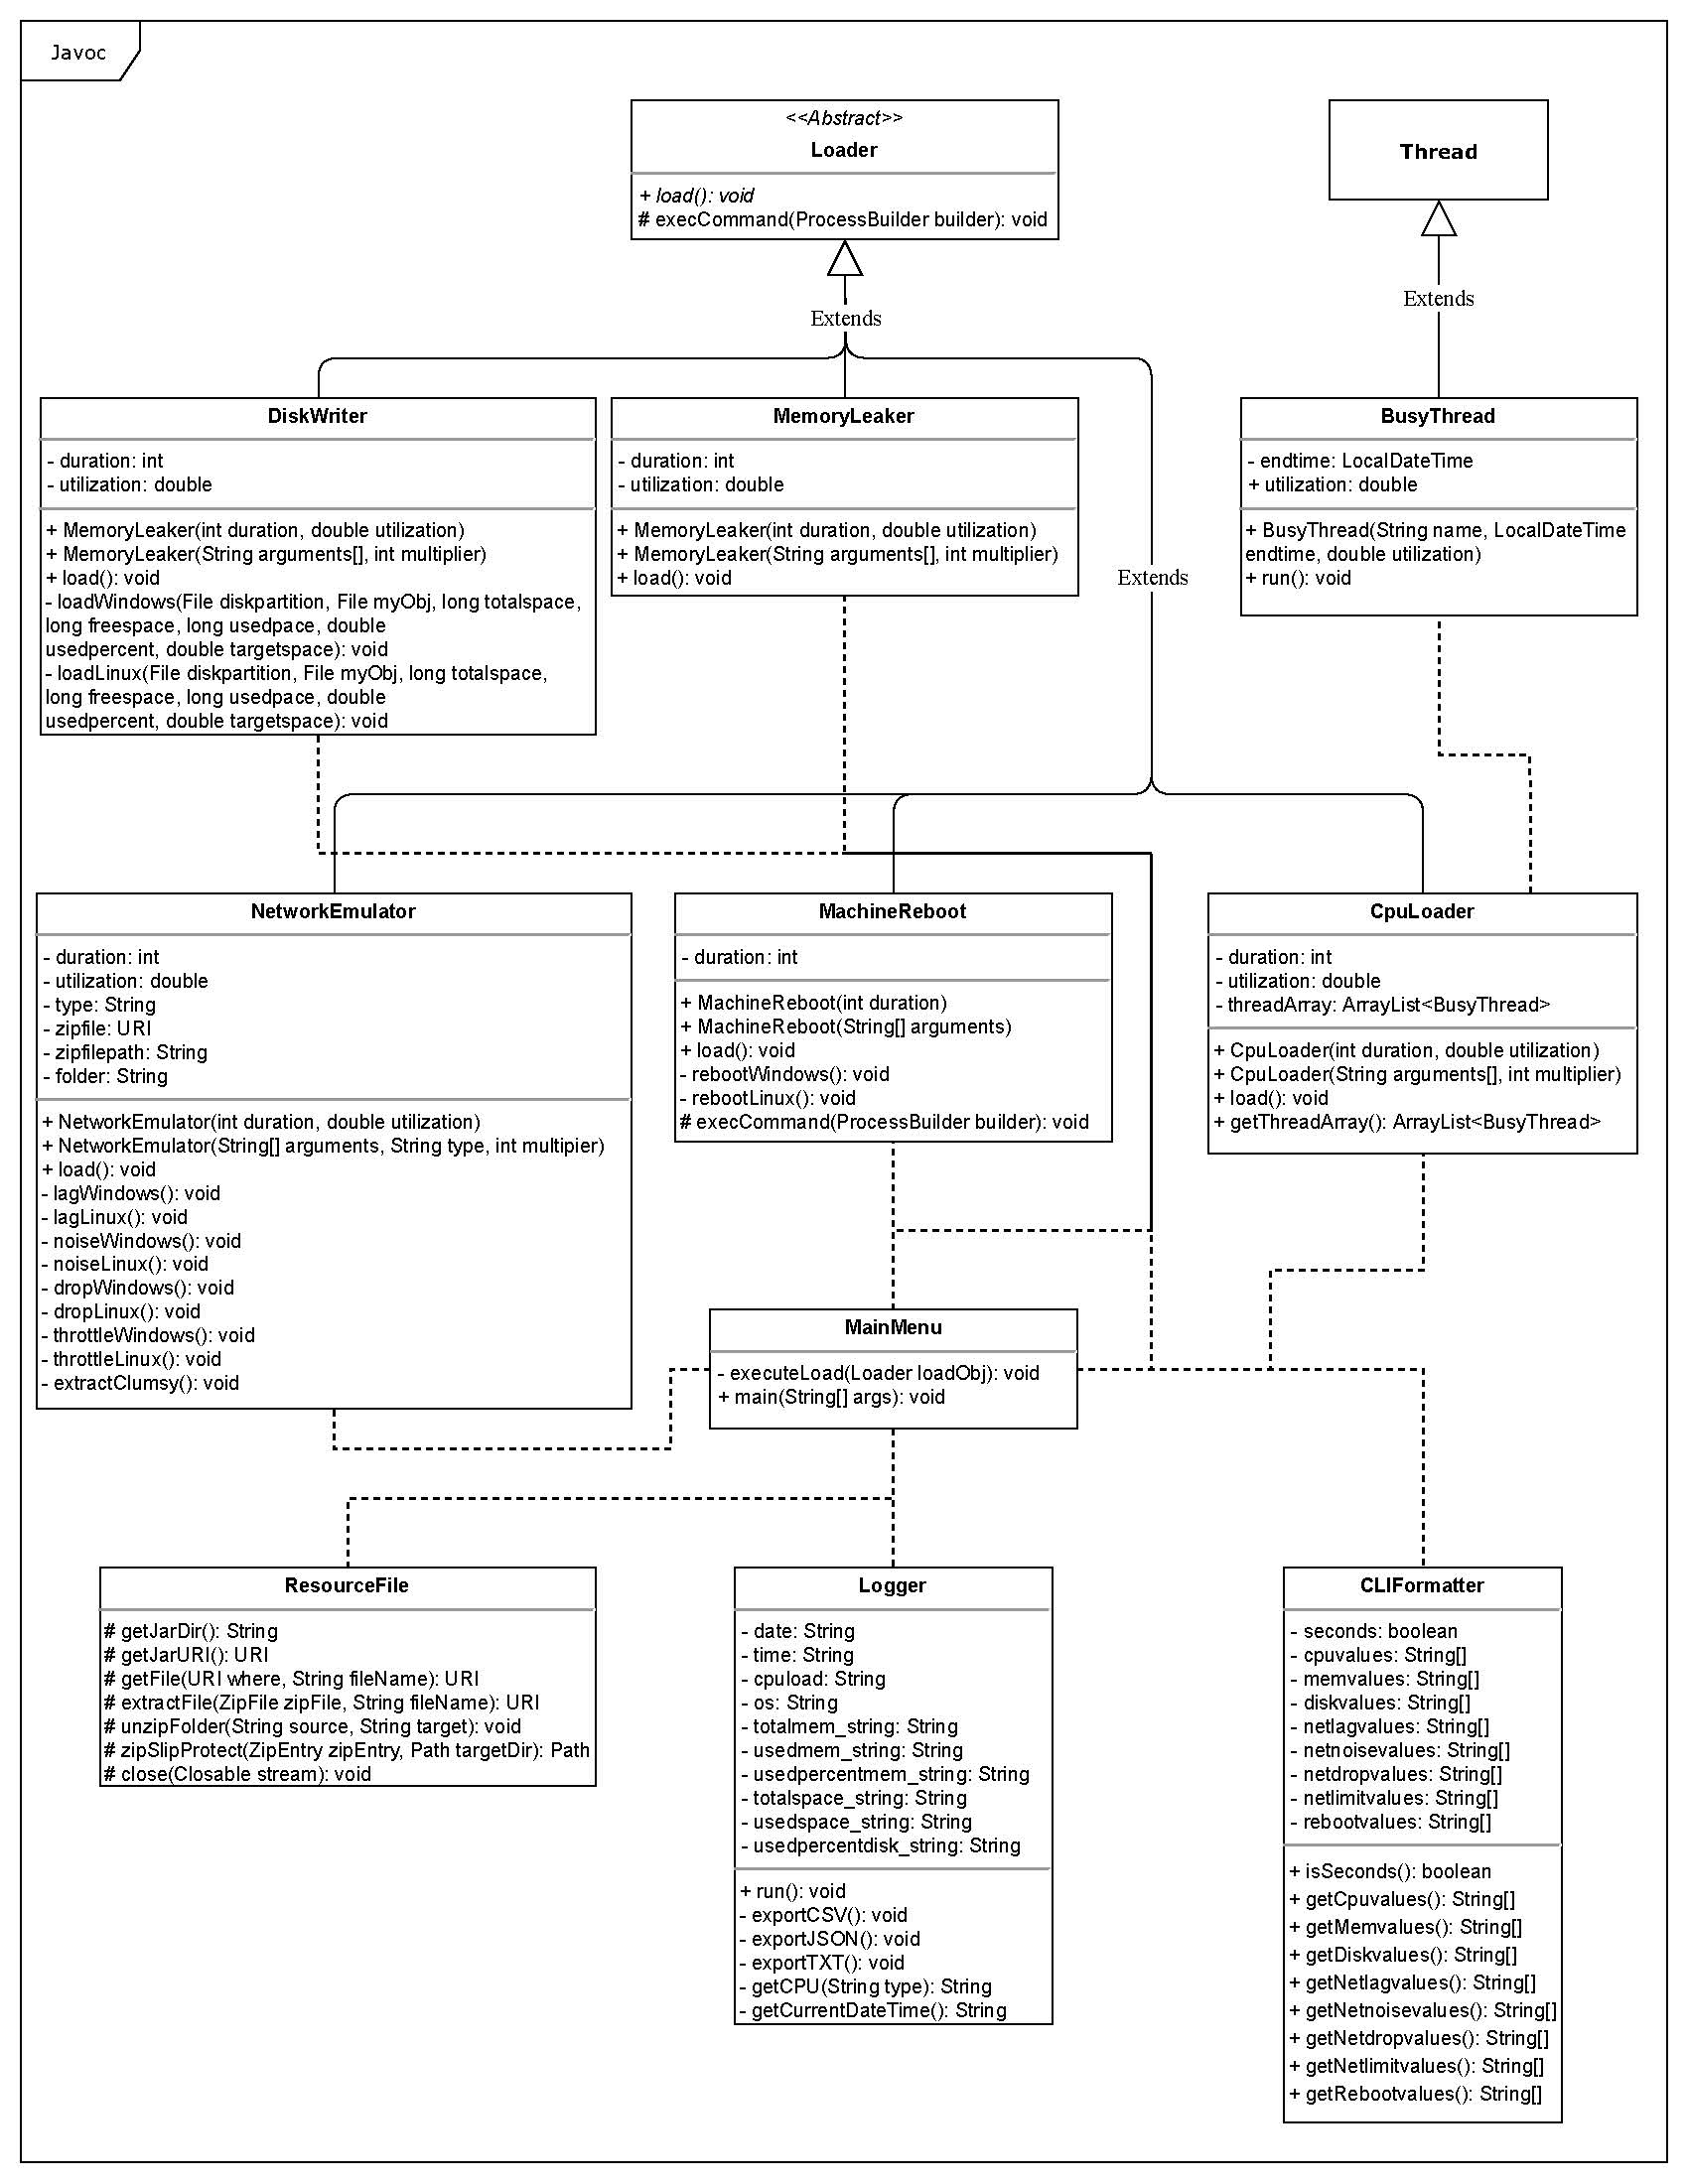 Javoc
<<Abstract>>
Loader
+ load(): void
# execCommand(ProcessBuilder builder): void
Thread
Extends
Extends
DiskWriter
- duration: int
- utilization: double
+ MemoryLeaker(int duration, double utilization)
+ MemoryLeaker(String arguments[], int multiplier)
+ load(): void
- loadWindows(File diskpartition, File myObj, long totalspace,
long freespace, long usedpace, double
usedpercent, double targetspace): void
- loadLinux(File diskpartition, File myObj, long totalspace,
long freespace, long usedpace, double
usedpercent, double targetspace): void
MemoryLeaker
- duration: int
- utilization: double
+ MemoryLeaker(int duration, double utilization)
+ MemoryLeaker(String arguments[], int multiplier)
+ load(): void
Extends
BusyThread
- endtime: LocalDateTime
+ utilization: double
+ BusyThread(String name, LocalDateTime
endtime, double utilization)
+ run(): void
NetworkEmulator
- duration: int
- utilization: double
- type: String
- zipfile: URI
- zipfilepath: String
- folder: String
+ NetworkEmulator(int duration, double utilization)
+ NetworkEmulator(String[] arguments, String type, int multipier)
+ load(): void
- lagWindows(): void
- lagLinux(): void
- noiseWindows(): void
- noiseLinux(): void
- dropWindows(): void
- dropLinux(): void
- throttleWindows(): void
- throttleLinux(): void
- extractClumsy(): void
MachineReboot
- duration: int
+ MachineReboot(int duration)
+ MachineReboot(String[] arguments)
+ load(): void
- rebootWindows(): void
- rebootLinux(): void
# execCommand(ProcessBuilder builder): void
CpuLoader
- duration: int
- utilization: double
- threadArray: ArrayList<BusyThread>
+ CpuLoader(int duration, double utilization)
+ CpuLoader(String arguments[], int multiplier)
+ load(): void
+ getThreadArray(): ArrayList<BusyThread>
MainMenu
- executeLoad(Loader loadObj): void
+ main(String[] args): void
ResourceFile
# getJarDir(): String
# getJarURI(): URI
# getFile(URI where, String fileName): URI
# extractFile(ZipFile zipFile, String fileName): URI
# unzipFolder(String source, String target): void
# zipSlipProtect(ZipEntry zipEntry, Path targetDir): Path
# close(Closable stream): void
Logger
- date: String
- time: String
- cpuload: String
- os: String
- totalmem_string: String
- usedmem_string: String
- usedpercentmem_string: String
- totalspace_string: String
- usedspace_string: String
- usedpercentdisk_string: String
+ run(): void
- exportCSV(): void
- exportJSON(): void
- exportTXT(): void
- getCPU(String type): String
- getCurrentDateTime(): String
CLIFormatter
- seconds: boolean
- cpuvalues: String[]
- memvalues: String[]
- diskvalues: String[]
- netlagvalues: String[]
- netnoisevalues: String[]
- netdropvalues: String[]
- netlimitvalues: String[]
- rebootvalues: String[]
+ isSeconds(): boolean
+ getCpuvalues(): String[]
+ getMemvalues(): String[]
+ getDiskvalues(): String[]
+ getNetlagvalues(): String[]
+ getNetnoisevalues(): String[]
+ getNetdropvalues(): String[]
+ getNetlimitvalues(): String[]
+ getRebootvalues(): String[]